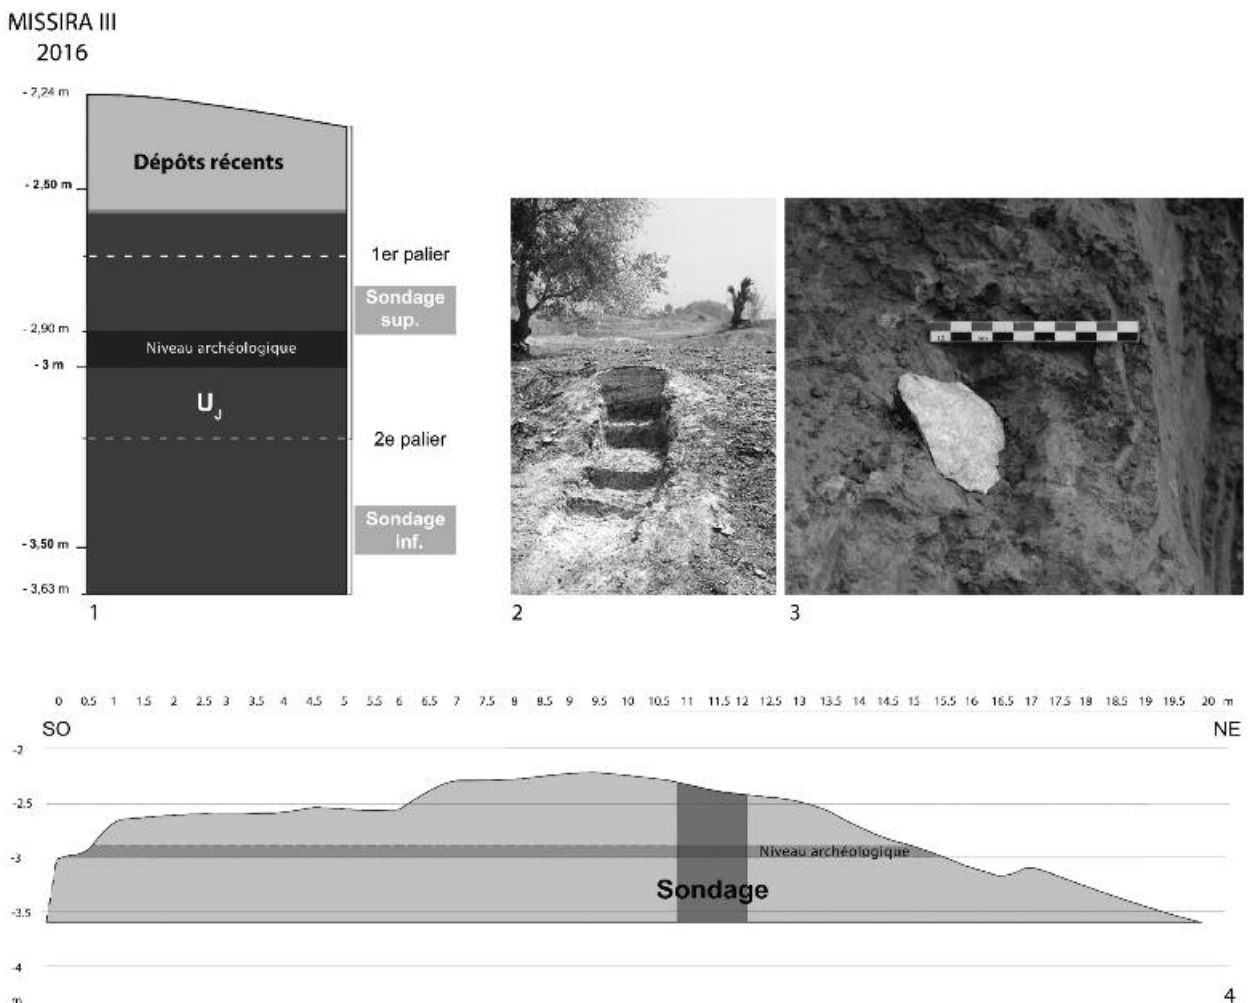 MISSIRA III
2016
- 2,24 m
Dépôts récents
- 2,50 m
1er palier
Sondage
sup.
- 2,90 m
Niveau archéologique
- 3 m
U_J
2e palier
Sondage
inf.
- 3,50 m
- 3,63 m
1
2
3
0 0.5 1 1.5 2 2.5 3 3.5 4 4.5 5 5.5 6 6.5 7 7.5 8 8.5 9 9.5 10 10.5 11 11.5 12 12.5 13 13.5 14 14.5 15 15.5 16 16.5 17 17.5 18 18.5 19 19.5 20 m
SO
NE
-2
-2.5
-3
Niveau archéologique
Sondage
-3.5
-4
m
4